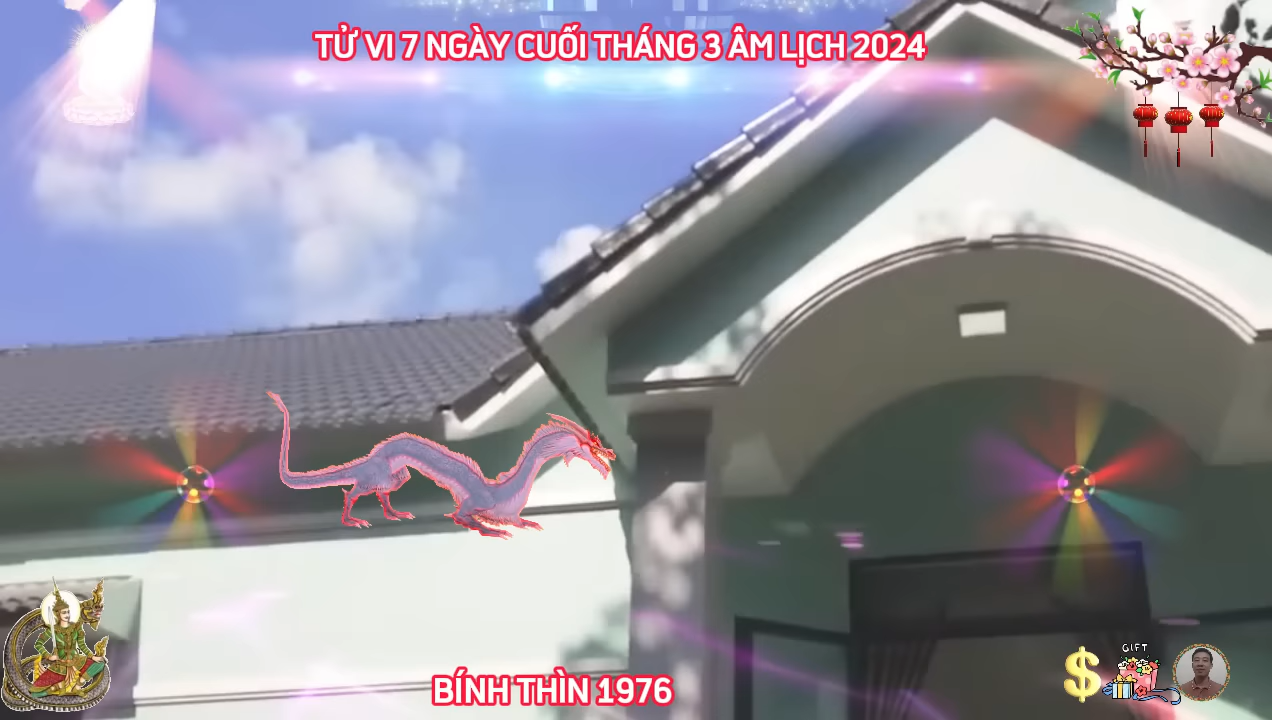 TỬ VI 7 NGÀY CUỐI THÁNG 3 ÂM LỊCH 2024
GIFT
BÍNH THÌN 1976